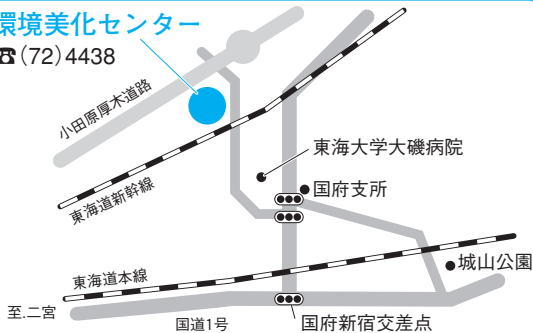 環境美化センター
☎(72)4438
小田原厚木道路
東海道新幹線
東海大学大磯病院
国府支所
城山公園
東海道本線
至.二宮
国道1号
国府新宿交差点